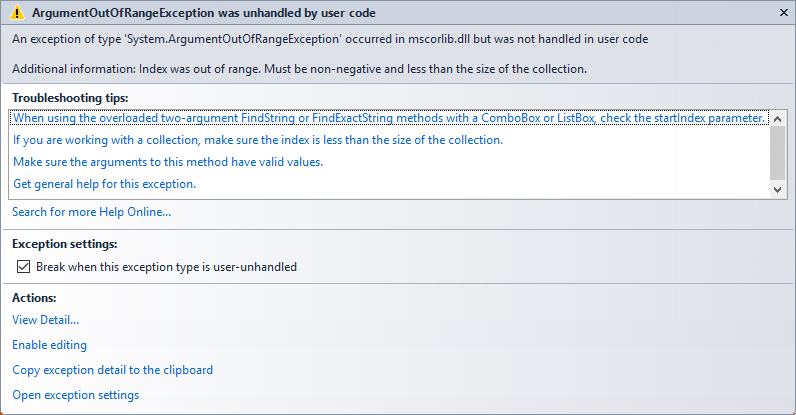 ArgumentOutOfRangeException was unhandled by user code
An exception of type 'System.ArgumentOutOfRangeException' occurred in mscorlib.dll but was not handled in user code
Additional information: Index was out of range. Must be non-negative and less than the size of the collection.
Troubleshooting tips:
When using the overloaded two-argument FindString or FindExactString methods with a ComboBox or ListBox, check the startIndex parameter.
If you are working with a collection, make sure the index is less than the size of the collection.
Make sure the arguments to this method have valid values.
Get general help for this exception.
Search for more Help Online...
Exception settings:
Break when this exception type is user-unhandled
Actions:
View Detail...
Enable editing
Copy exception detail to the clipboard
Open exception settings